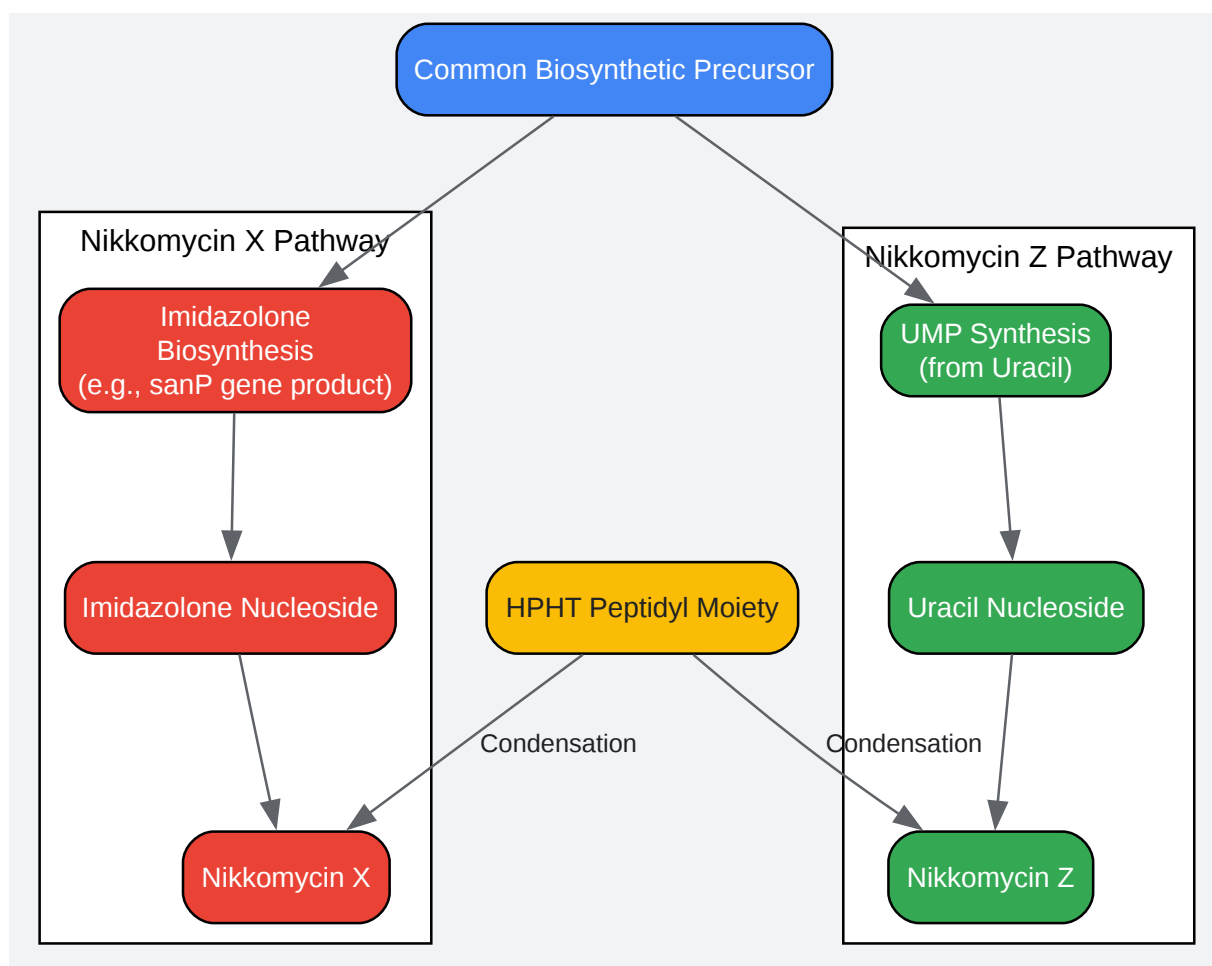 Common Biosynthetic Precursor
Nikkomycin X Pathway
Nikkomycin Z Pathway
Imidazolone
Biosynthesis
(e.g., sanP gene product)
UMP Synthesis
(from Uracil)
Imidazolone Nucleoside
HPHT Peptidyl Moiety
Uracil Nucleoside
Condensation
Condensation
Nikkomycin X
Nikkomycin Z